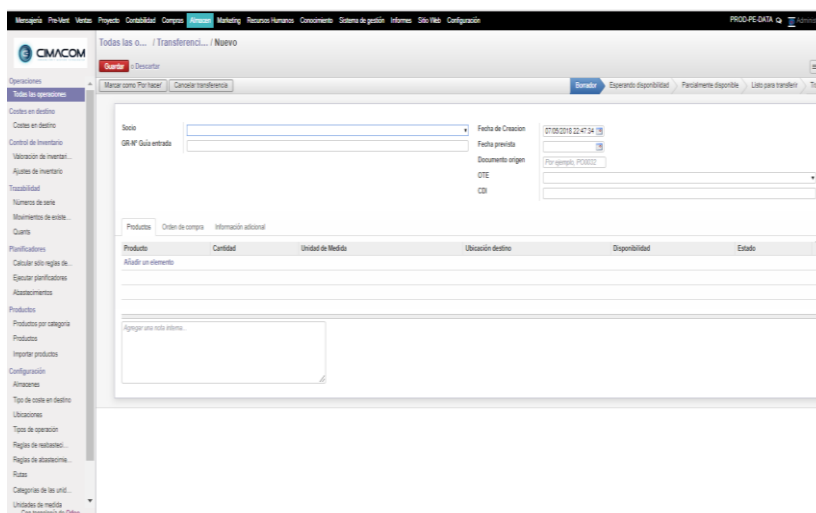 Mensajería Pre-Vent Ventas Proyecto Contabilidad Compras Almacen Marketing Recursos Humanos Conocimiento Sistema de gestión Informes Sitio Web Configuración PROD-PE-DATA
CIMACOM
Todas las o... / Transferenci... / Nuevo
Guardar o Descartar
Marcar como 'Por hacer' Cancelar transferencia
Borrador Esperando disponibilidad Parcialmente disponible Listo para transferir
Operaciones
Todas las operaciones
Costes en destino
Costes en destino
Control de Inventario
Valoración de inventari...
Ajustes de inventario
Trazabilidad
Números de serie
Movimientos de existe...
Quants
Planificadores
Calcular sólo reglas de...
Ejecutar planificadores
Abastecimientos
Productos
Productos por categoría
Productos
Importar productos
Configuración
Almacenes
Tipo de coste en destino
Ubicaciones
Tipos de operación
Reglas de reabasteci...
Reglas de abastecimie...
Rutas
Categorías de las unid...
Unidades de medida
Socio
GR-Nº Guía entrada
Fecha de Creacion 07/09/2018 22:47:34
Fecha prevista
Documento origen Por ejemplo, PO0032
OTE
CDI
Productos Orden de compra Información adicional
Producto Cantidad Unidad de Medida Ubicación destino Disponibilidad Estado
Añadir un elemento
Agregar una nota interna...